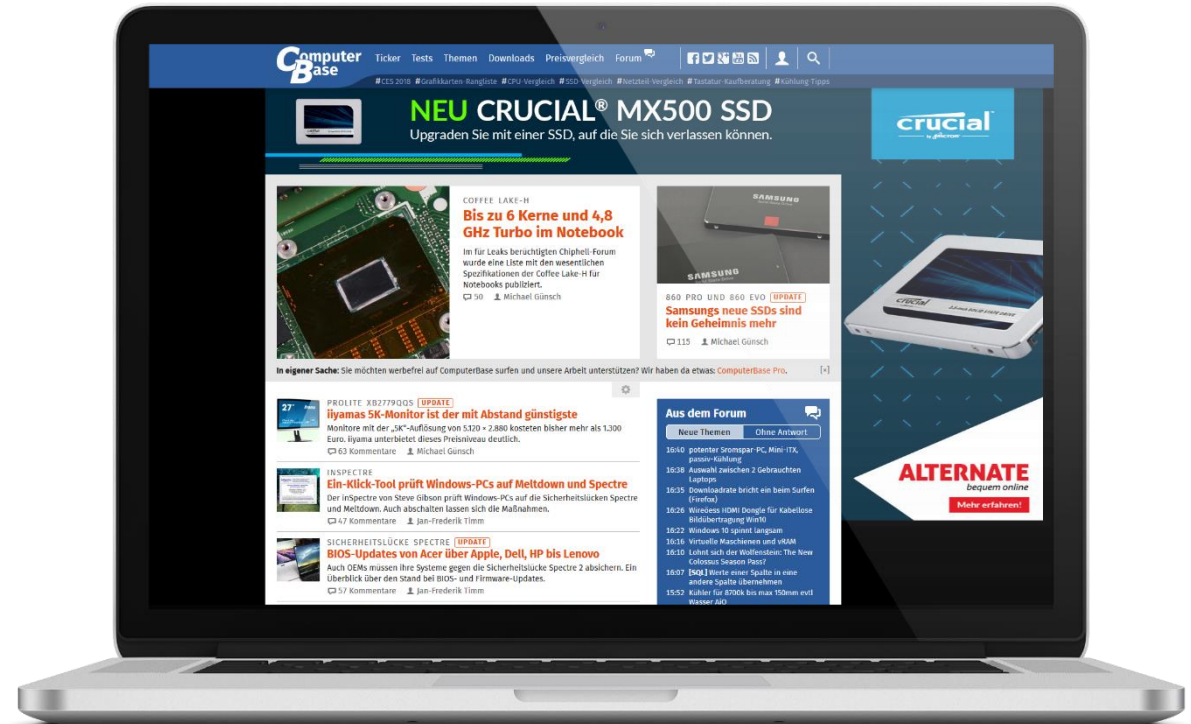 ComputerBase
Ticker Tests Themen Downloads Preisvergleich Forum
#CES 2018 #Grafikkarten-Rangliste #CPU-Vergleich #SSD-Vergleich #Netzteil-Vergleich #Tastatur-Kaufberatung #Kühlung-Tipps
NEU CRUCIAL® MX500 SSD
Upgraden Sie mit einer SSD, auf die Sie sich verlassen können.
crucial
by Micron
COFFEE LAKE-H
Bis zu 6 Kerne und 4,8
GHz Turbo im Notebook
Im für Leaks berüchtigten Chiphell-Forum
wurde eine Liste mit den wesentlichen
Spezifikationen der Coffee Lake-H für
Notebooks publiziert.
50 Michael Günsch
SAMSUNG
SAMSUNG
860 PRO UND 860 EVO UPDATE
Samsungs neue SSDs sind
kein Geheimnis mehr
115 Michael Günsch
crucial
In eigener Sache: Sie möchten werbefrei auf ComputerBase surfen und unsere Arbeit unterstützen? Wir haben da etwas: ComputerBase Pro. [×]
27"
PROLITE XB2779QQS UPDATE
iiyamas 5K-Monitor ist der mit Abstand günstigste
Monitore mit der „5K“-Auflösung von 5.120 × 2.880 kosteten bisher mehr als 1.300
Euro. iiyama unterbietet dieses Preisniveau deutlich.
63 Kommentare Michael Günsch
INSPECTRE
Ein-Klick-Tool prüft Windows-PCs auf Meltdown und Spectre
Der InSpectre von Steve Gibson prüft Windows-PCs auf die Sicherheitslücken Spectre
und Meltdown. Auch abschalten lassen sich die Maßnahmen.
47 Kommentare Jan-Frederik Timm
SICHERHEITSLÜCKE SPECTRE UPDATE
BIOS-Updates von Acer über Apple, Dell, HP bis Lenovo
Auch OEMs müssen ihre Systeme gegen die Sicherheitslücke Spectre 2 absichern. Ein
Überblick über den Stand bei BIOS- und Firmware-Updates.
57 Kommentare Jan-Frederik Timm
Aus dem Forum
Neue Themen Ohne Antwort
16:40 potenter Sromspar-PC, Mini-ITX,
passiv-Kühlung
16:38 Auswahl zwischen 2 Gebrauchten
Laptops
16:35 Downloadrate bricht ein beim Surfen
(Firefox)
16:26 Wireöess HDMI Dongle für Kabellose
Bildübertragung Win10
16:22 Windows 10 spinnt langsam
16:16 Virtuelle Maschienen und vRAM
16:10 Lohnt sich der Wolfenstein: The New
Colossus Season Pass?
16:07 [SQL] Werte einer Spalte in eine
andere Spalte übernehmen
15:52 Kühler für 8700k bis max 150mm evtl
Wasser AiO
ALTERNATE
bequem online
Mehr erfahren!